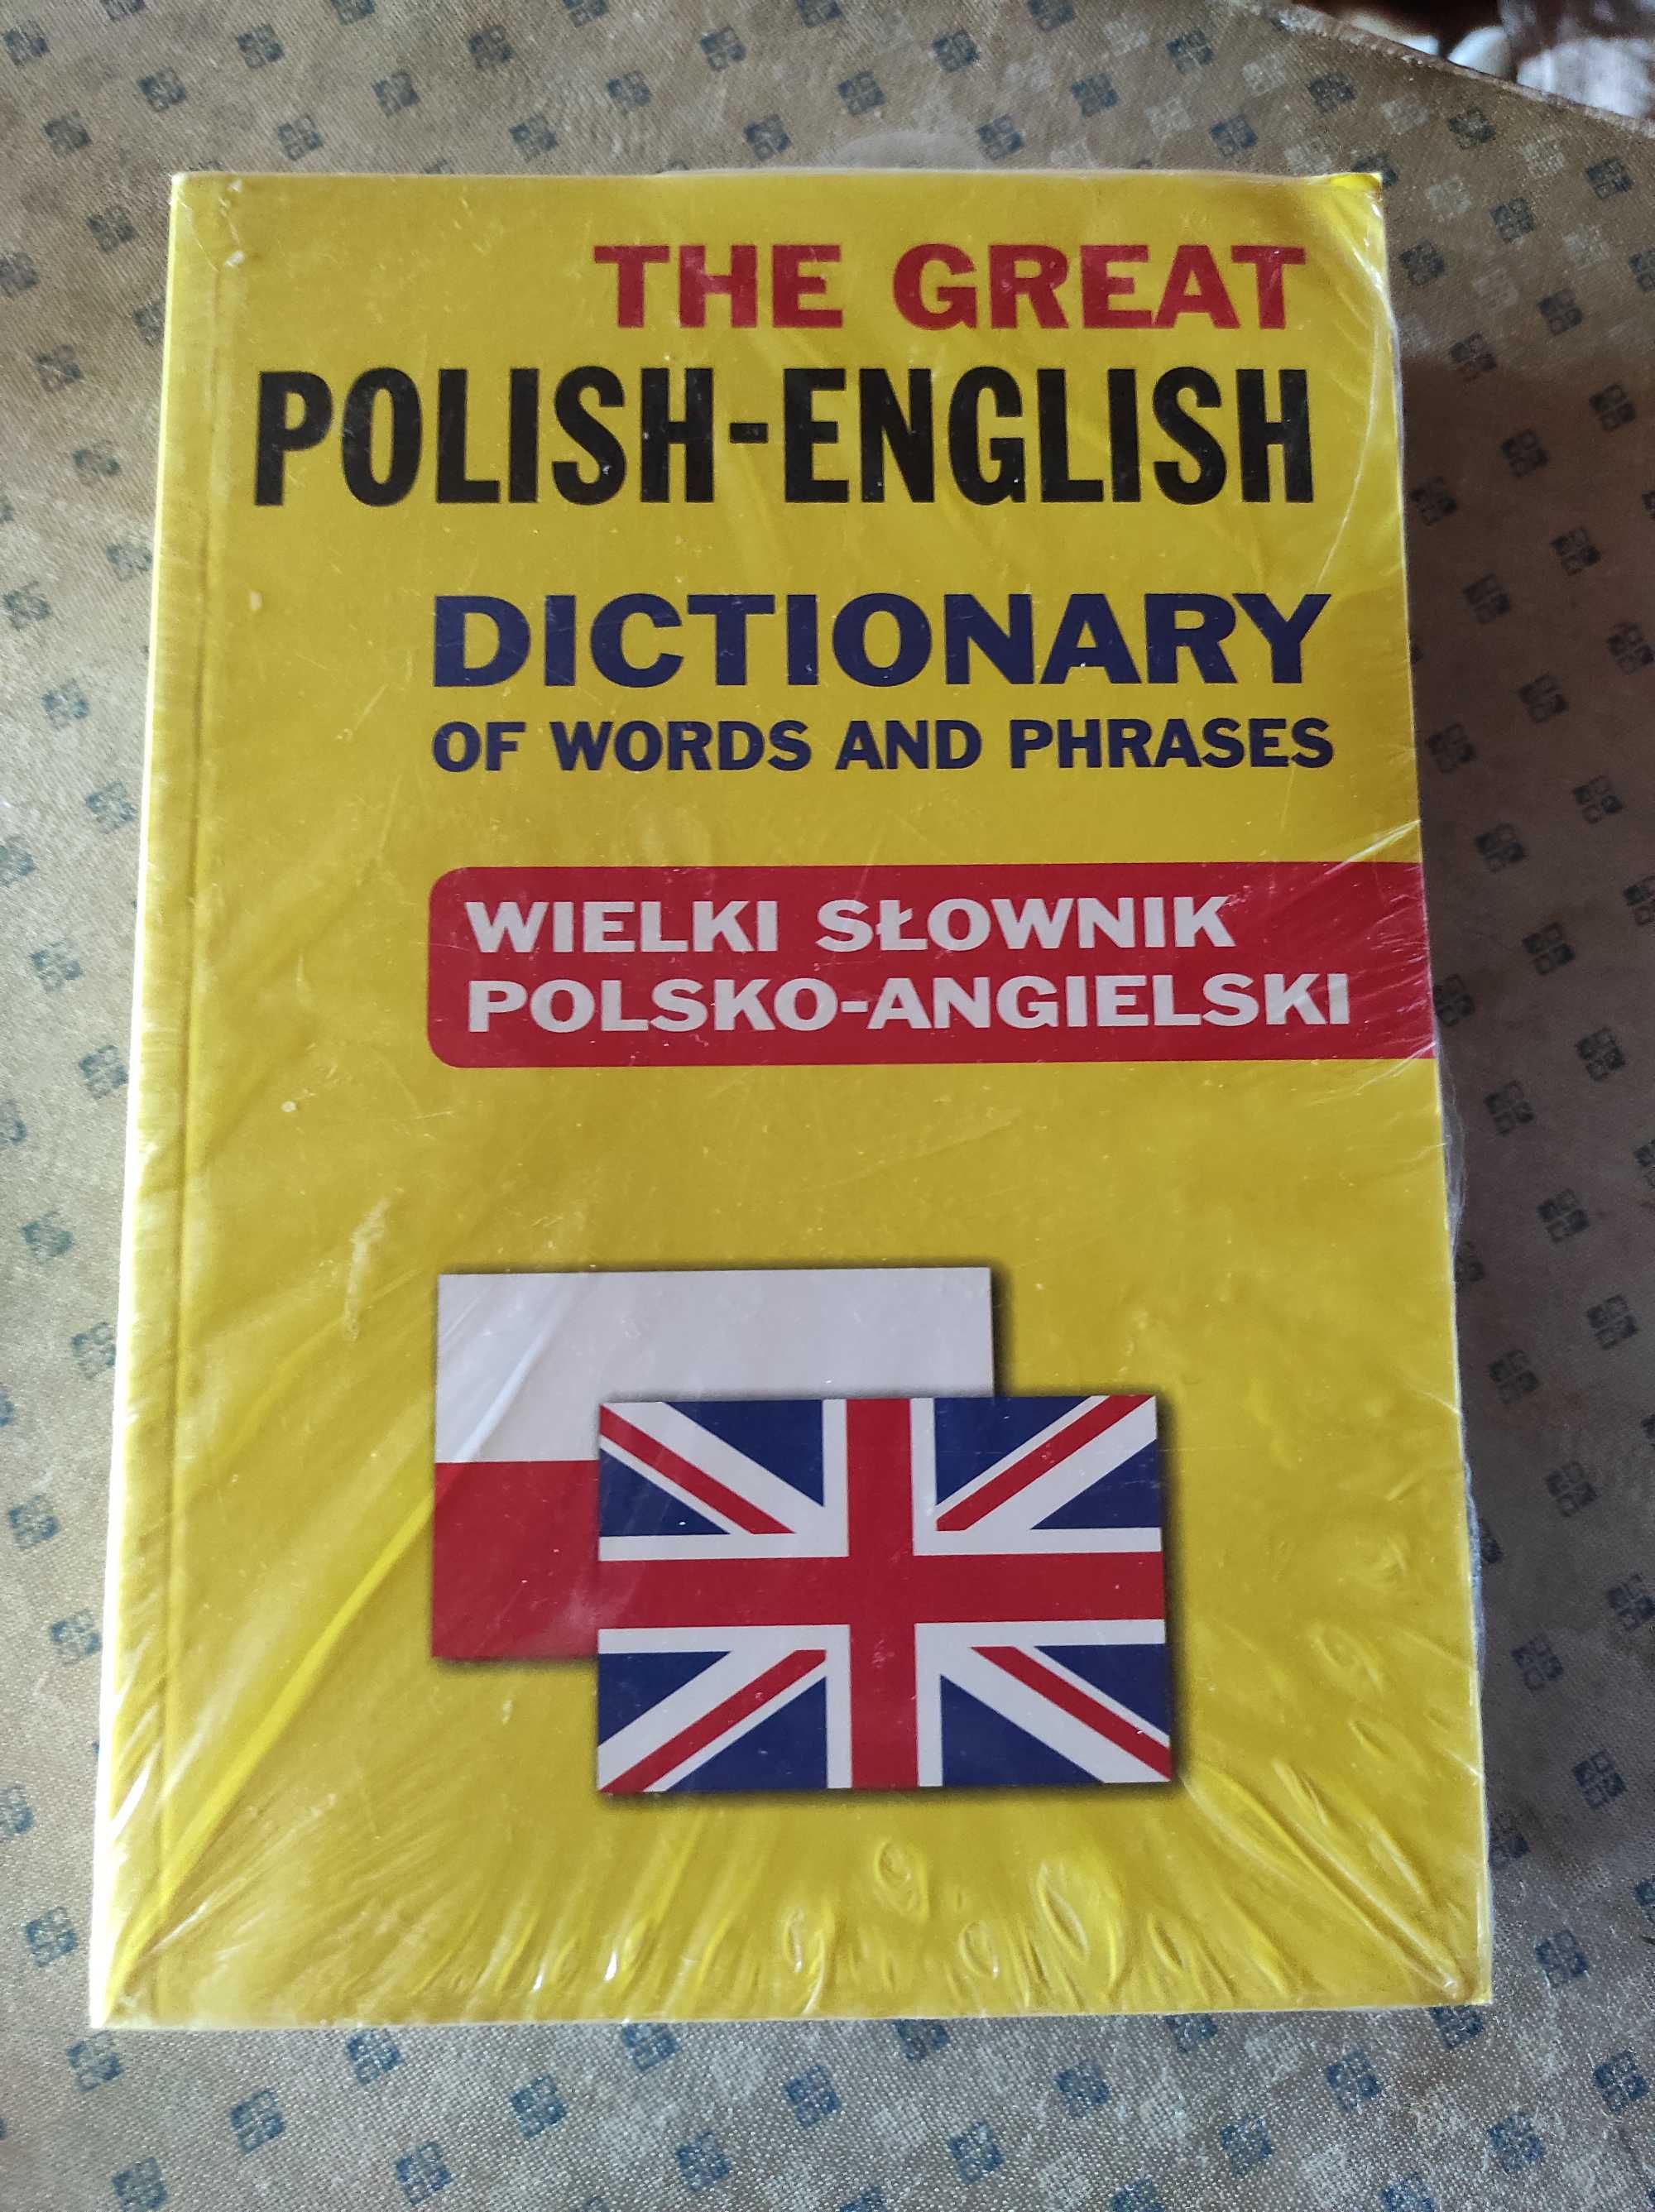 THE GREAT
POLISH-ENGLISH
DICTIONARY
OF WORDS AND PHRASES
WIELKI SŁOWNIK
POLSKO-ANGIELSKI